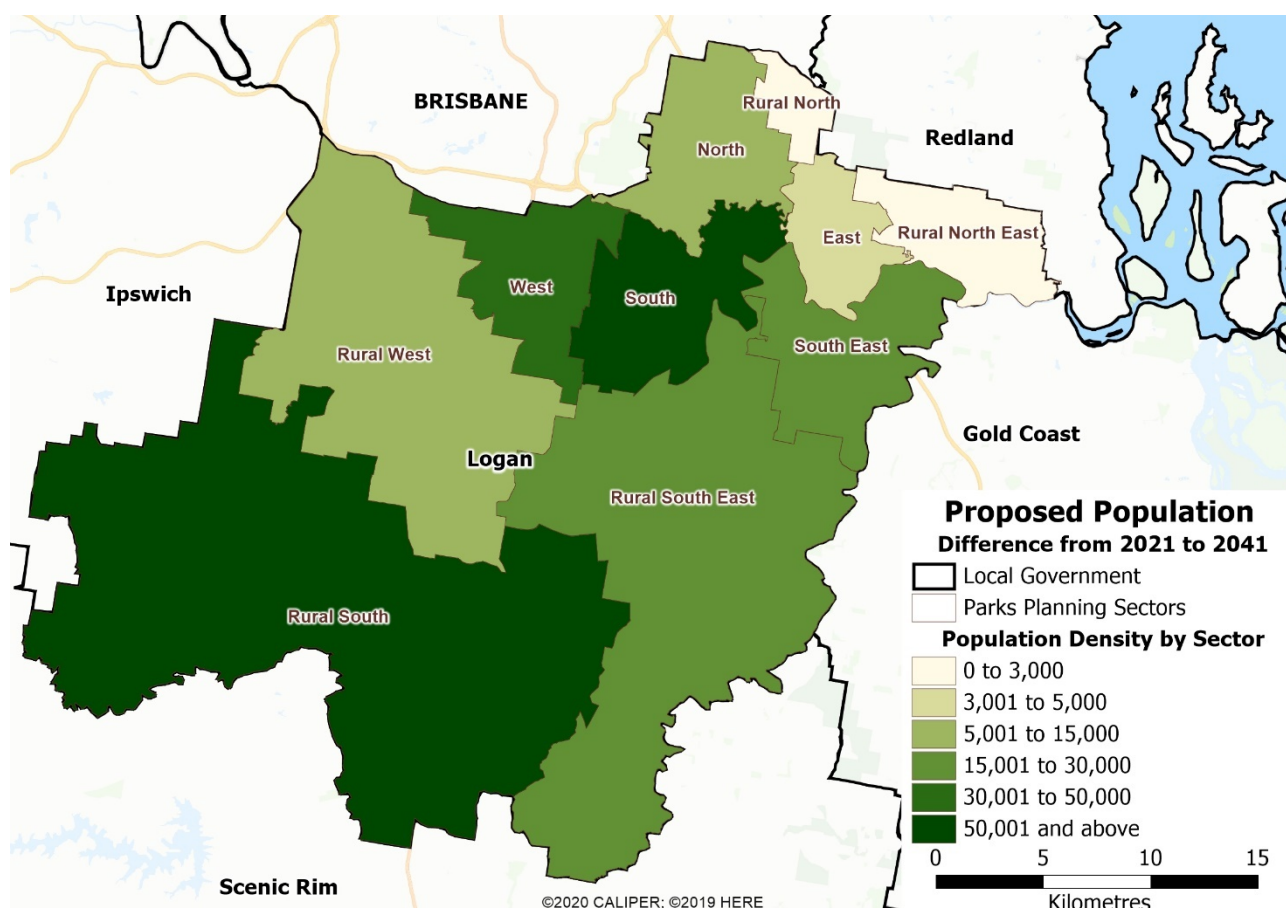 BRISBANE
Rural North
Redland
North
Rural North East
East
Ipswich
West
South
Rural West
South East
Gold Coast
Logan
Rural South East
Rural South
Scenic Rim
Proposed Population
Difference from 2021 to 2041
Local Government
Parks Planning Sectors
Population Density by Sector
0 to 3,000
3,001 to 5,000
5,001 to 15,000
15,001 to 30,000
30,001 to 50,000
50,001 and above
0 5 10 15
Kilometres
©2020 CALIPER; ©2019 HERE